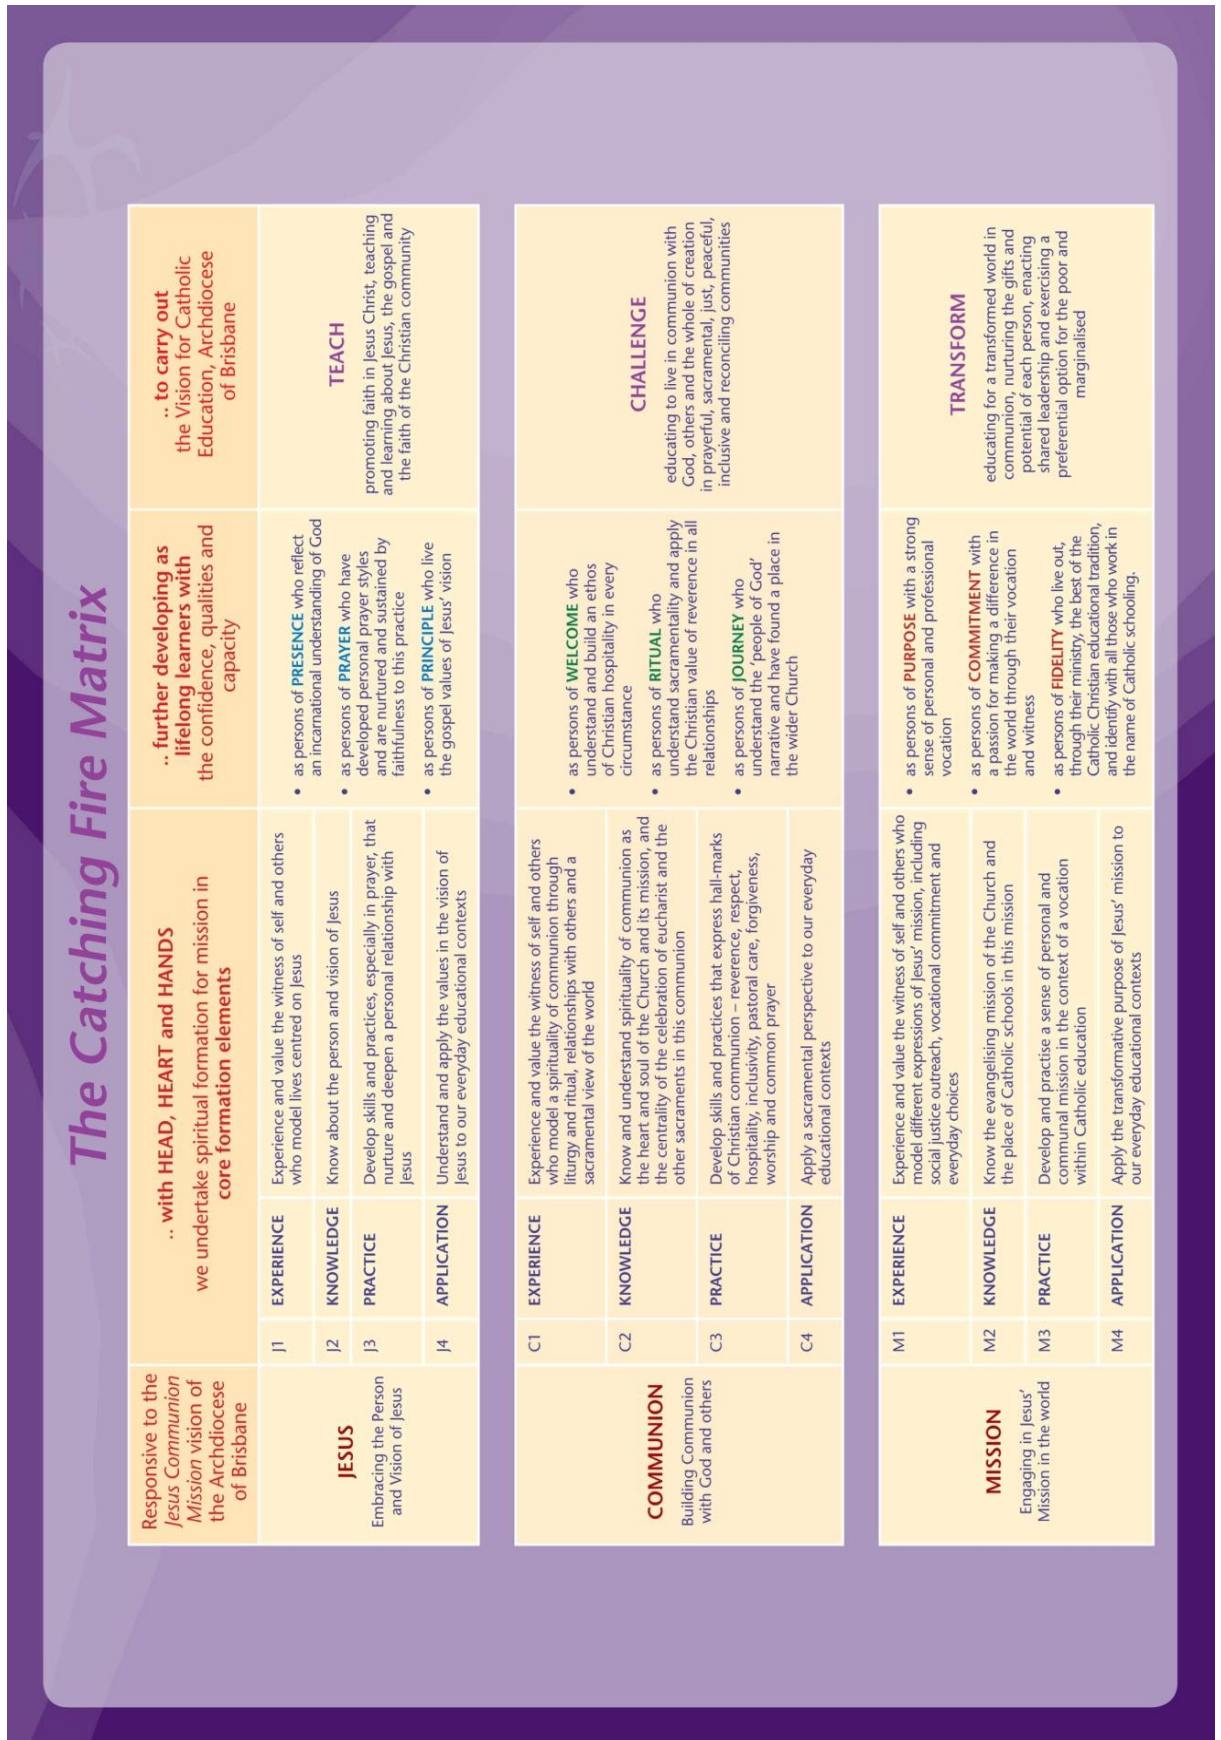 The Catching Fire Matrix
Responsive to the
Jesus Communion
Mission vision of
the Archdiocese
of Brisbane
.. with HEAD, HEART and HANDS
we undertake spiritual formation for mission in
core formation elements
.. further developing as
lifelong learners with
the confidence, qualities and
capacity
.. to carry out
the Vision for Catholic
Education, Archdiocese
of Brisbane
JESUS
Embracing the Person
and Vision of Jesus
J1
EXPERIENCE
Experience and value the witness of self and others
who model lives centred on Jesus
J2
KNOWLEDGE
Know about the person and vision of Jesus
J3
PRACTICE
Develop skills and practices, especially in prayer, that
nurture and deepen a personal relationship with
Jesus
J4
APPLICATION
Understand and apply the values in the vision of
Jesus to our everyday educational contexts
• as persons of PRESENCE who reflect
an incarnational understanding of God
• as persons of PRAYER who have
developed personal prayer styles
and are nurtured and sustained by
faithfulness to this practice
• as persons of PRINCIPLE who live
the gospel values of Jesus' vision
TEACH
promoting faith in Jesus Christ, teaching
and learning about Jesus, the gospel and
the faith of the Christian community
COMMUNION
Building Communion
with God and others
C1
EXPERIENCE
Experience and value the witness of self and others
who model a spirituality of communion through
liturgy and ritual, relationships with others and a
sacramental view of the world
C2
KNOWLEDGE
Know and understand spirituality of communion as
the heart and soul of the Church and its mission, and
the centrality of the celebration of eucharist and the
other sacraments in this communion
C3
PRACTICE
Develop skills and practices that express hall-marks
of Christian communion – reverence, respect,
hospitality, inclusivity, pastoral care, forgiveness,
worship and common prayer
C4
APPLICATION
Apply a sacramental perspective to our everyday
educational contexts
• as persons of WELCOME who
understand and build an ethos
of Christian hospitality in every
circumstance
• as persons of RITUAL who
understand sacramentality and apply
the Christian value of reverence in all
relationships
• as persons of JOURNEY who
understand the 'people of God'
narrative and have found a place in
the wider Church
CHALLENGE
educating to live in communion with
God, others and the whole of creation
in prayerful, sacramental, just, peaceful,
inclusive and reconciling communities
MISSION
Engaging in Jesus'
Mission in the world
M1
EXPERIENCE
Experience and value the witness of self and others who
model different expressions of Jesus' mission, including
social justice outreach, vocational commitment and
everyday choices
M2
KNOWLEDGE
Know the evangelising mission of the Church and
the place of Catholic schools in this mission
M3
PRACTICE
Develop and practise a sense of personal and
communal mission in the context of a vocation
within Catholic education
M4
APPLICATION
Apply the transformative purpose of Jesus' mission to
our everyday educational contexts
• as persons of PURPOSE with a strong
sense of personal and professional
vocation
• as persons of COMMITMENT with
a passion for making a difference in
the world through their vocation
and witness
• as persons of FIDELITY who live out,
through their ministry, the best of the
Catholic Christian educational tradition,
and identify with all those who work in
the name of Catholic schooling.
TRANSFORM
educating for a transformed world in
communion, nurturing the gifts and
potential of each person, enacting
shared leadership and exercising a
preferential option for the poor and
marginalised